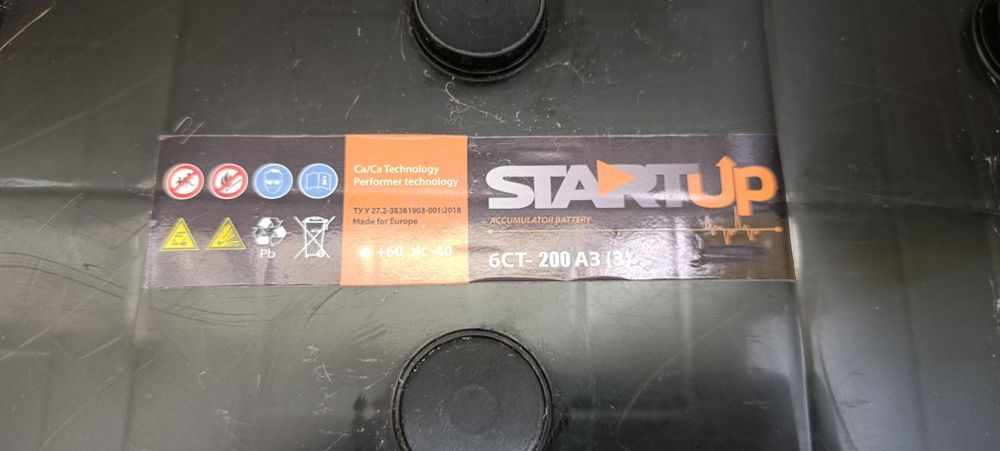 Ca/Ca Technology
Performer technology
ТУ У 27.2-38361903-001:2018
Made for Europe
+60 -40
Pb
STARTUP
ACCUMULATOR BATTERY
6СТ- 200 АЗ (3)